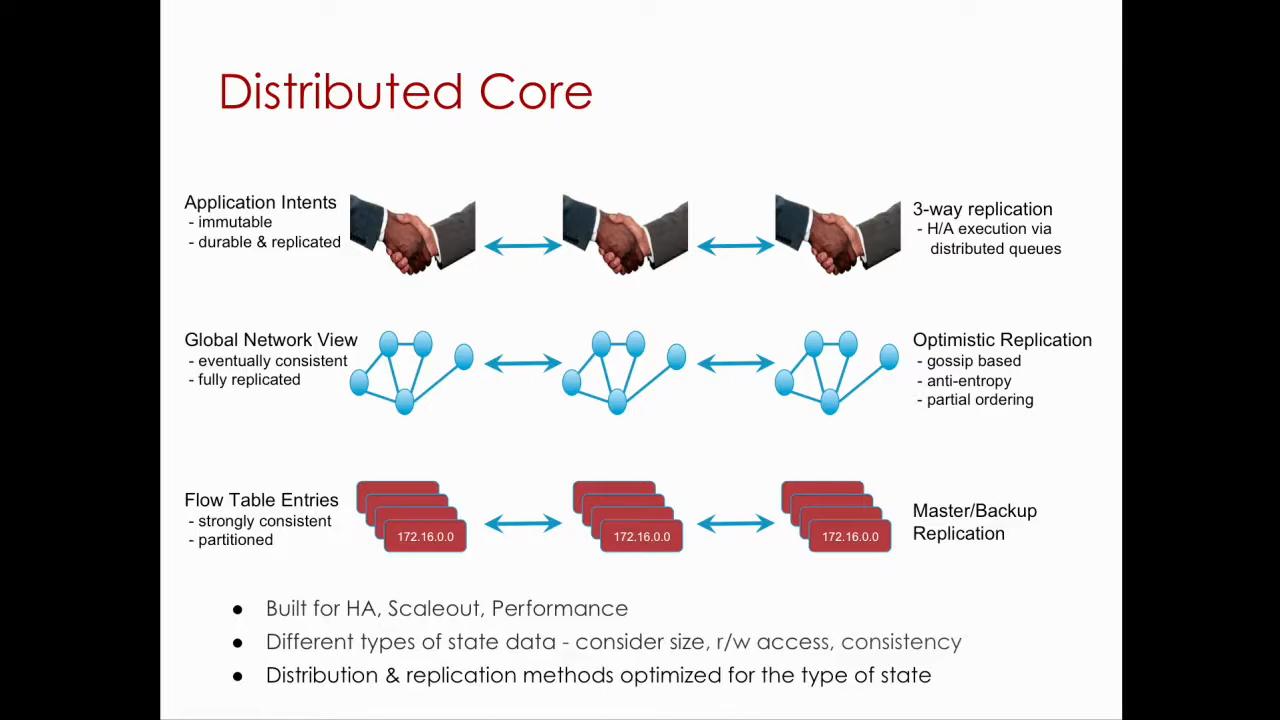 Distributed Core
Application Intents
- immutable
- durable & replicated
3-way replication
- H/A execution via
distributed queues
Global Network View
- eventually consistent
- fully replicated
Optimistic Replication
- gossip based
- anti-entropy
- partial ordering
Flow Table Entries
- strongly consistent
- partitioned
172.16.0.0
172.16.0.0
172.16.0.0
Master/Backup
Replication
● Built for HA, Scaleout, Performance
● Different types of state data - consider size, r/w access, consistency
● Distribution & replication methods optimized for the type of state